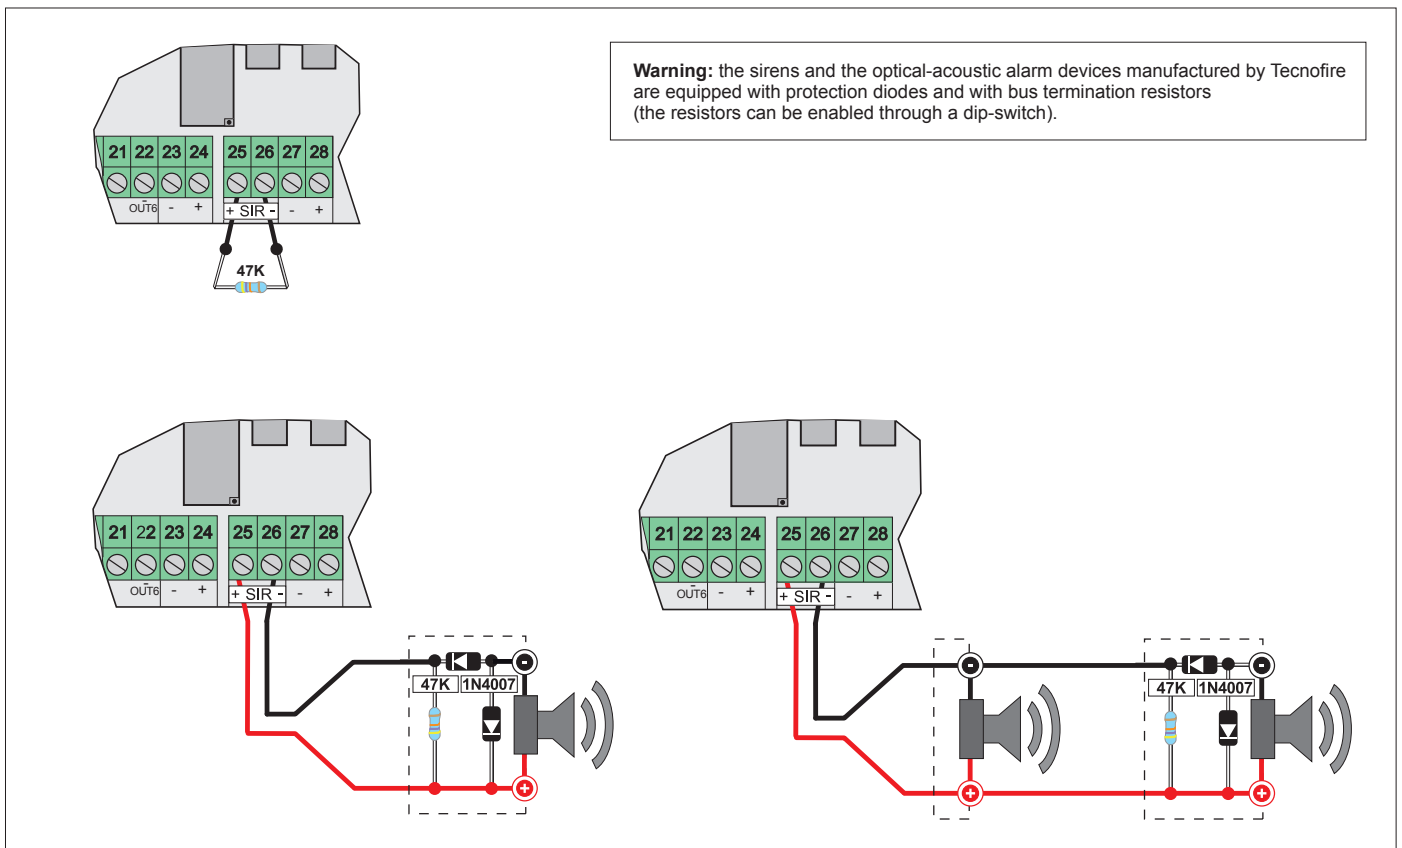 Warning: the sirens and the optical-acoustic alarm devices manufactured by Tecnofire
are equipped with protection diodes and with bus termination resistors
(the resistors can be enabled through a dip-switch).
21 22 23 24 25 26 27 28
OUT6 - + + SIR - - +
47K
21 22 23 24 25 26 27 28
OUT6 - + + SIR - - +
-
47K 1N4007
+
21 22 23 24 25 26 27 28
OUT6 - + + SIR - - +
- -
47K 1N4007
+ +